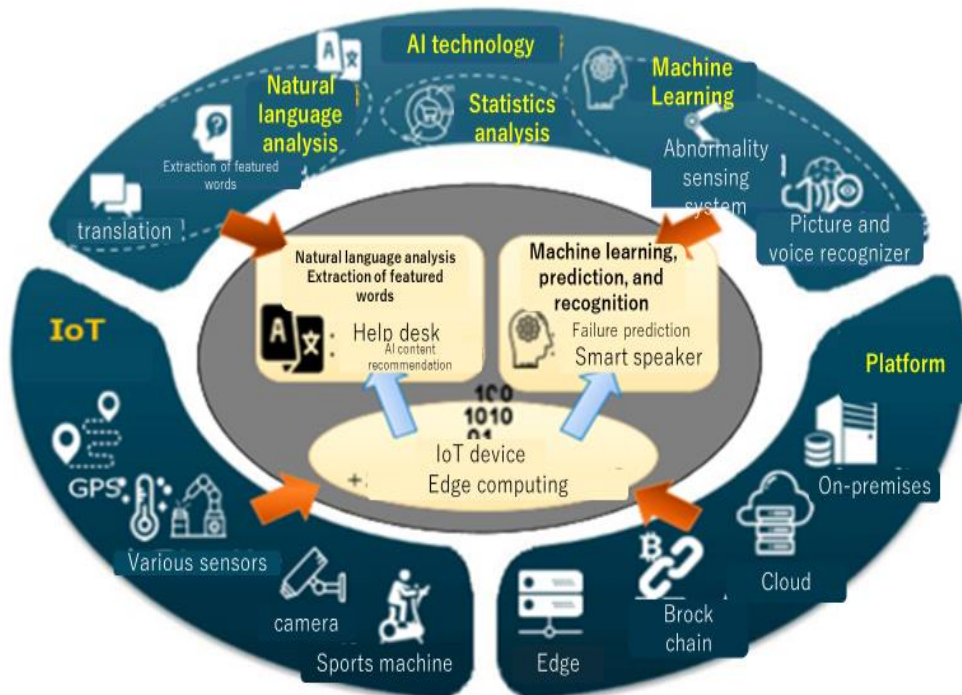 AI technology
Natural
language
analysis
Statistics
analysis
Machine
Learning
Extraction of featured
words
translation
Abnormality
sensing
system
Picture and
voice recognizer
Natural language analysis
Extraction of featured
words
A
Help desk
AI content
recommendation
Machine learning,
prediction, and
recognition
Failure prediction
Smart speaker
IoT
GPS
Various sensors
camera
Sports machine
1010
IoT device
Edge computing
Platform
On-premises
Cloud
Brock
chain
Edge